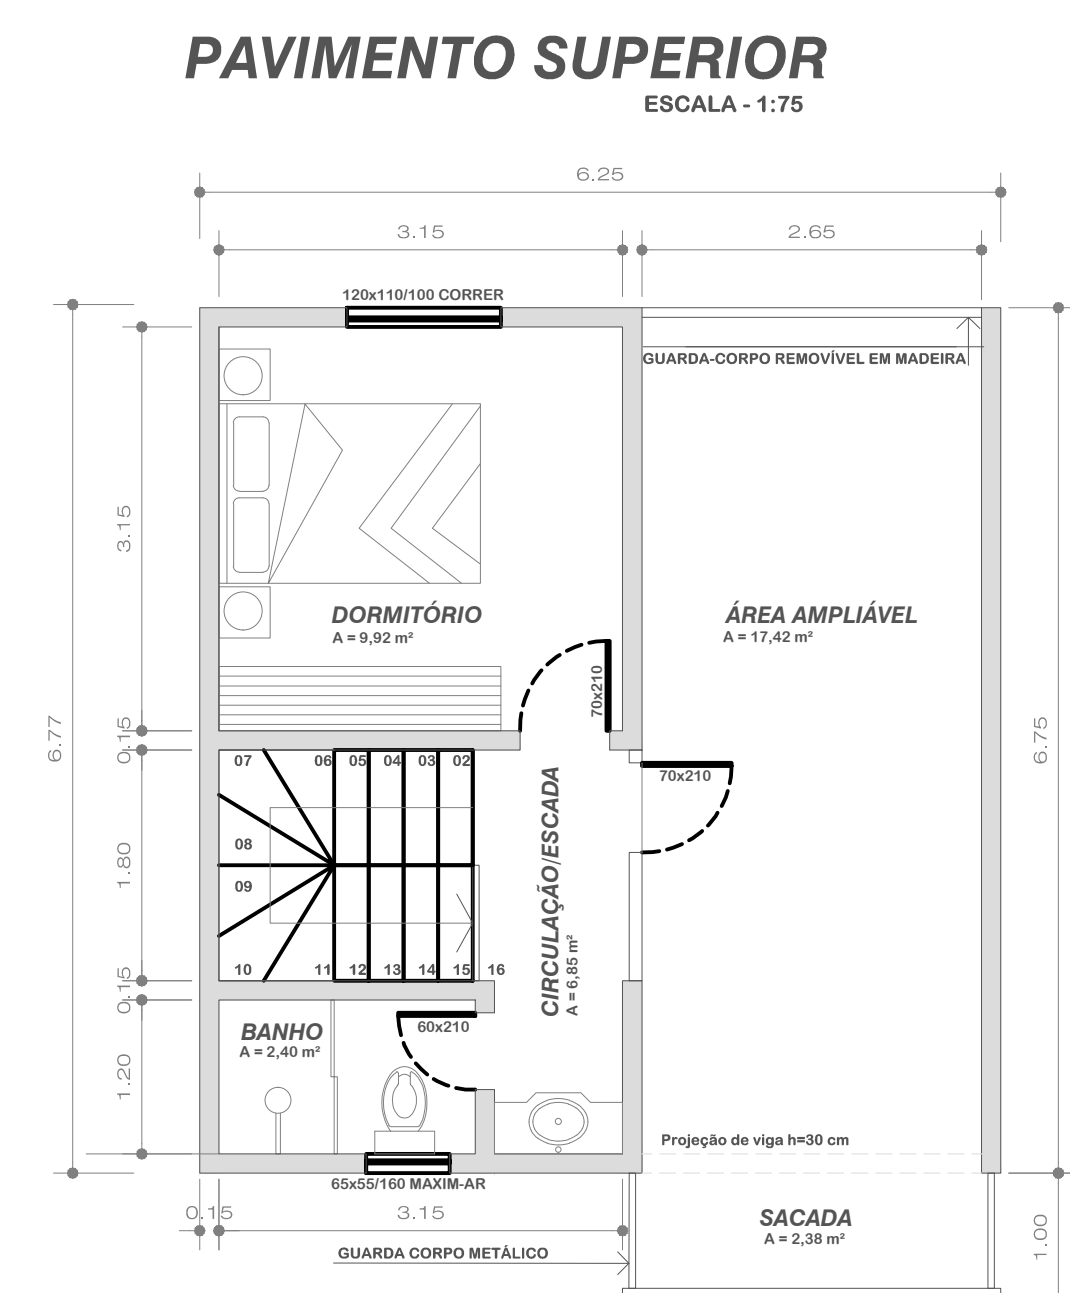 PAVIMENTO SUPERIOR
ESCALA - 1:75
6.25
3.15
2.65
120x110/100 CORRER
GUARDA-CORPO REMOVÍVEL EM MADEIRA
3.15
DORMITÓRIO
A = 9,92 m²
ÁREA AMPLIÁVEL
A = 17,42 m²
70x210
6.77
0.15
6.75
07
06
05
04
03
02
70x210
08
1.80
09
CIRCULAÇÃO/ESCADA
A = 6,85 m²
10
11
12
13
14
15
16
0.15
BANHO
A = 2,40 m²
60x210
1.20
Projeção de viga h=30 cm
65x55/160 MAXIM-AR
0.15
3.15
SACADA
A = 2,38 m²
1.00
GUARDA CORPO METÁLICO